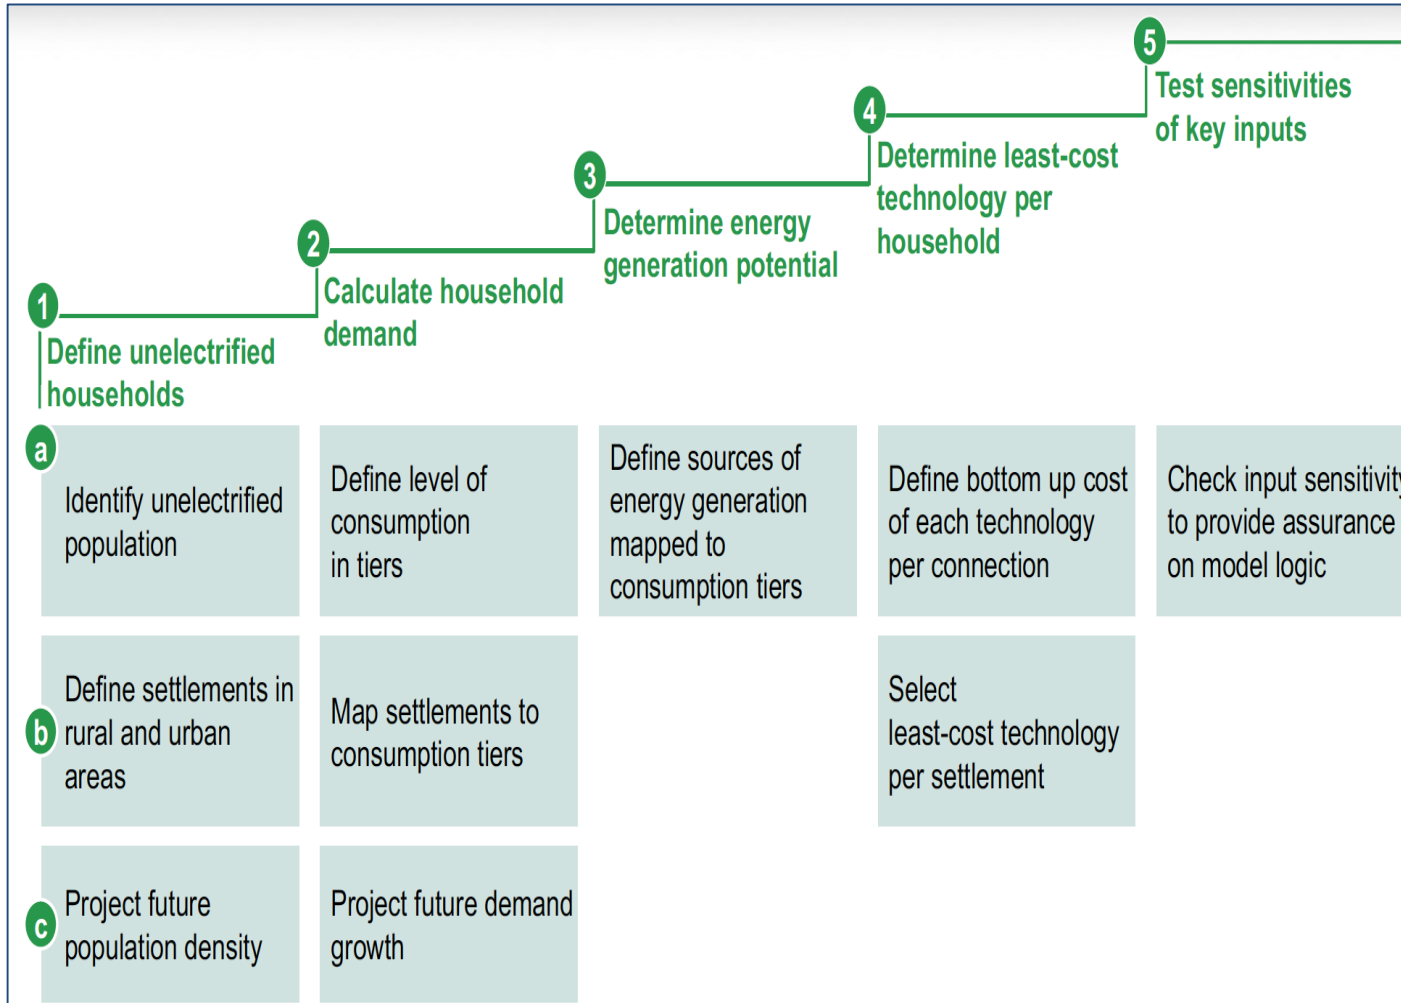 5
Test sensitivities
of key inputs
4
Determine least-cost
technology per
household
3
Determine energy
generation potential
2
Calculate household
demand
1
Define unelectrified
households
a
Identify unelectrified
population
Define level of
consumption
in tiers
Define sources of
energy generation
mapped to
consumption tiers
Define bottom up cost
of each technology
per connection
Check input sensitivity
to provide assurance
on model logic
b
Define settlements in
rural and urban
areas
Map settlements to
consumption tiers
Select
least-cost technology
per settlement
c
Project future
population density
Project future demand
growth